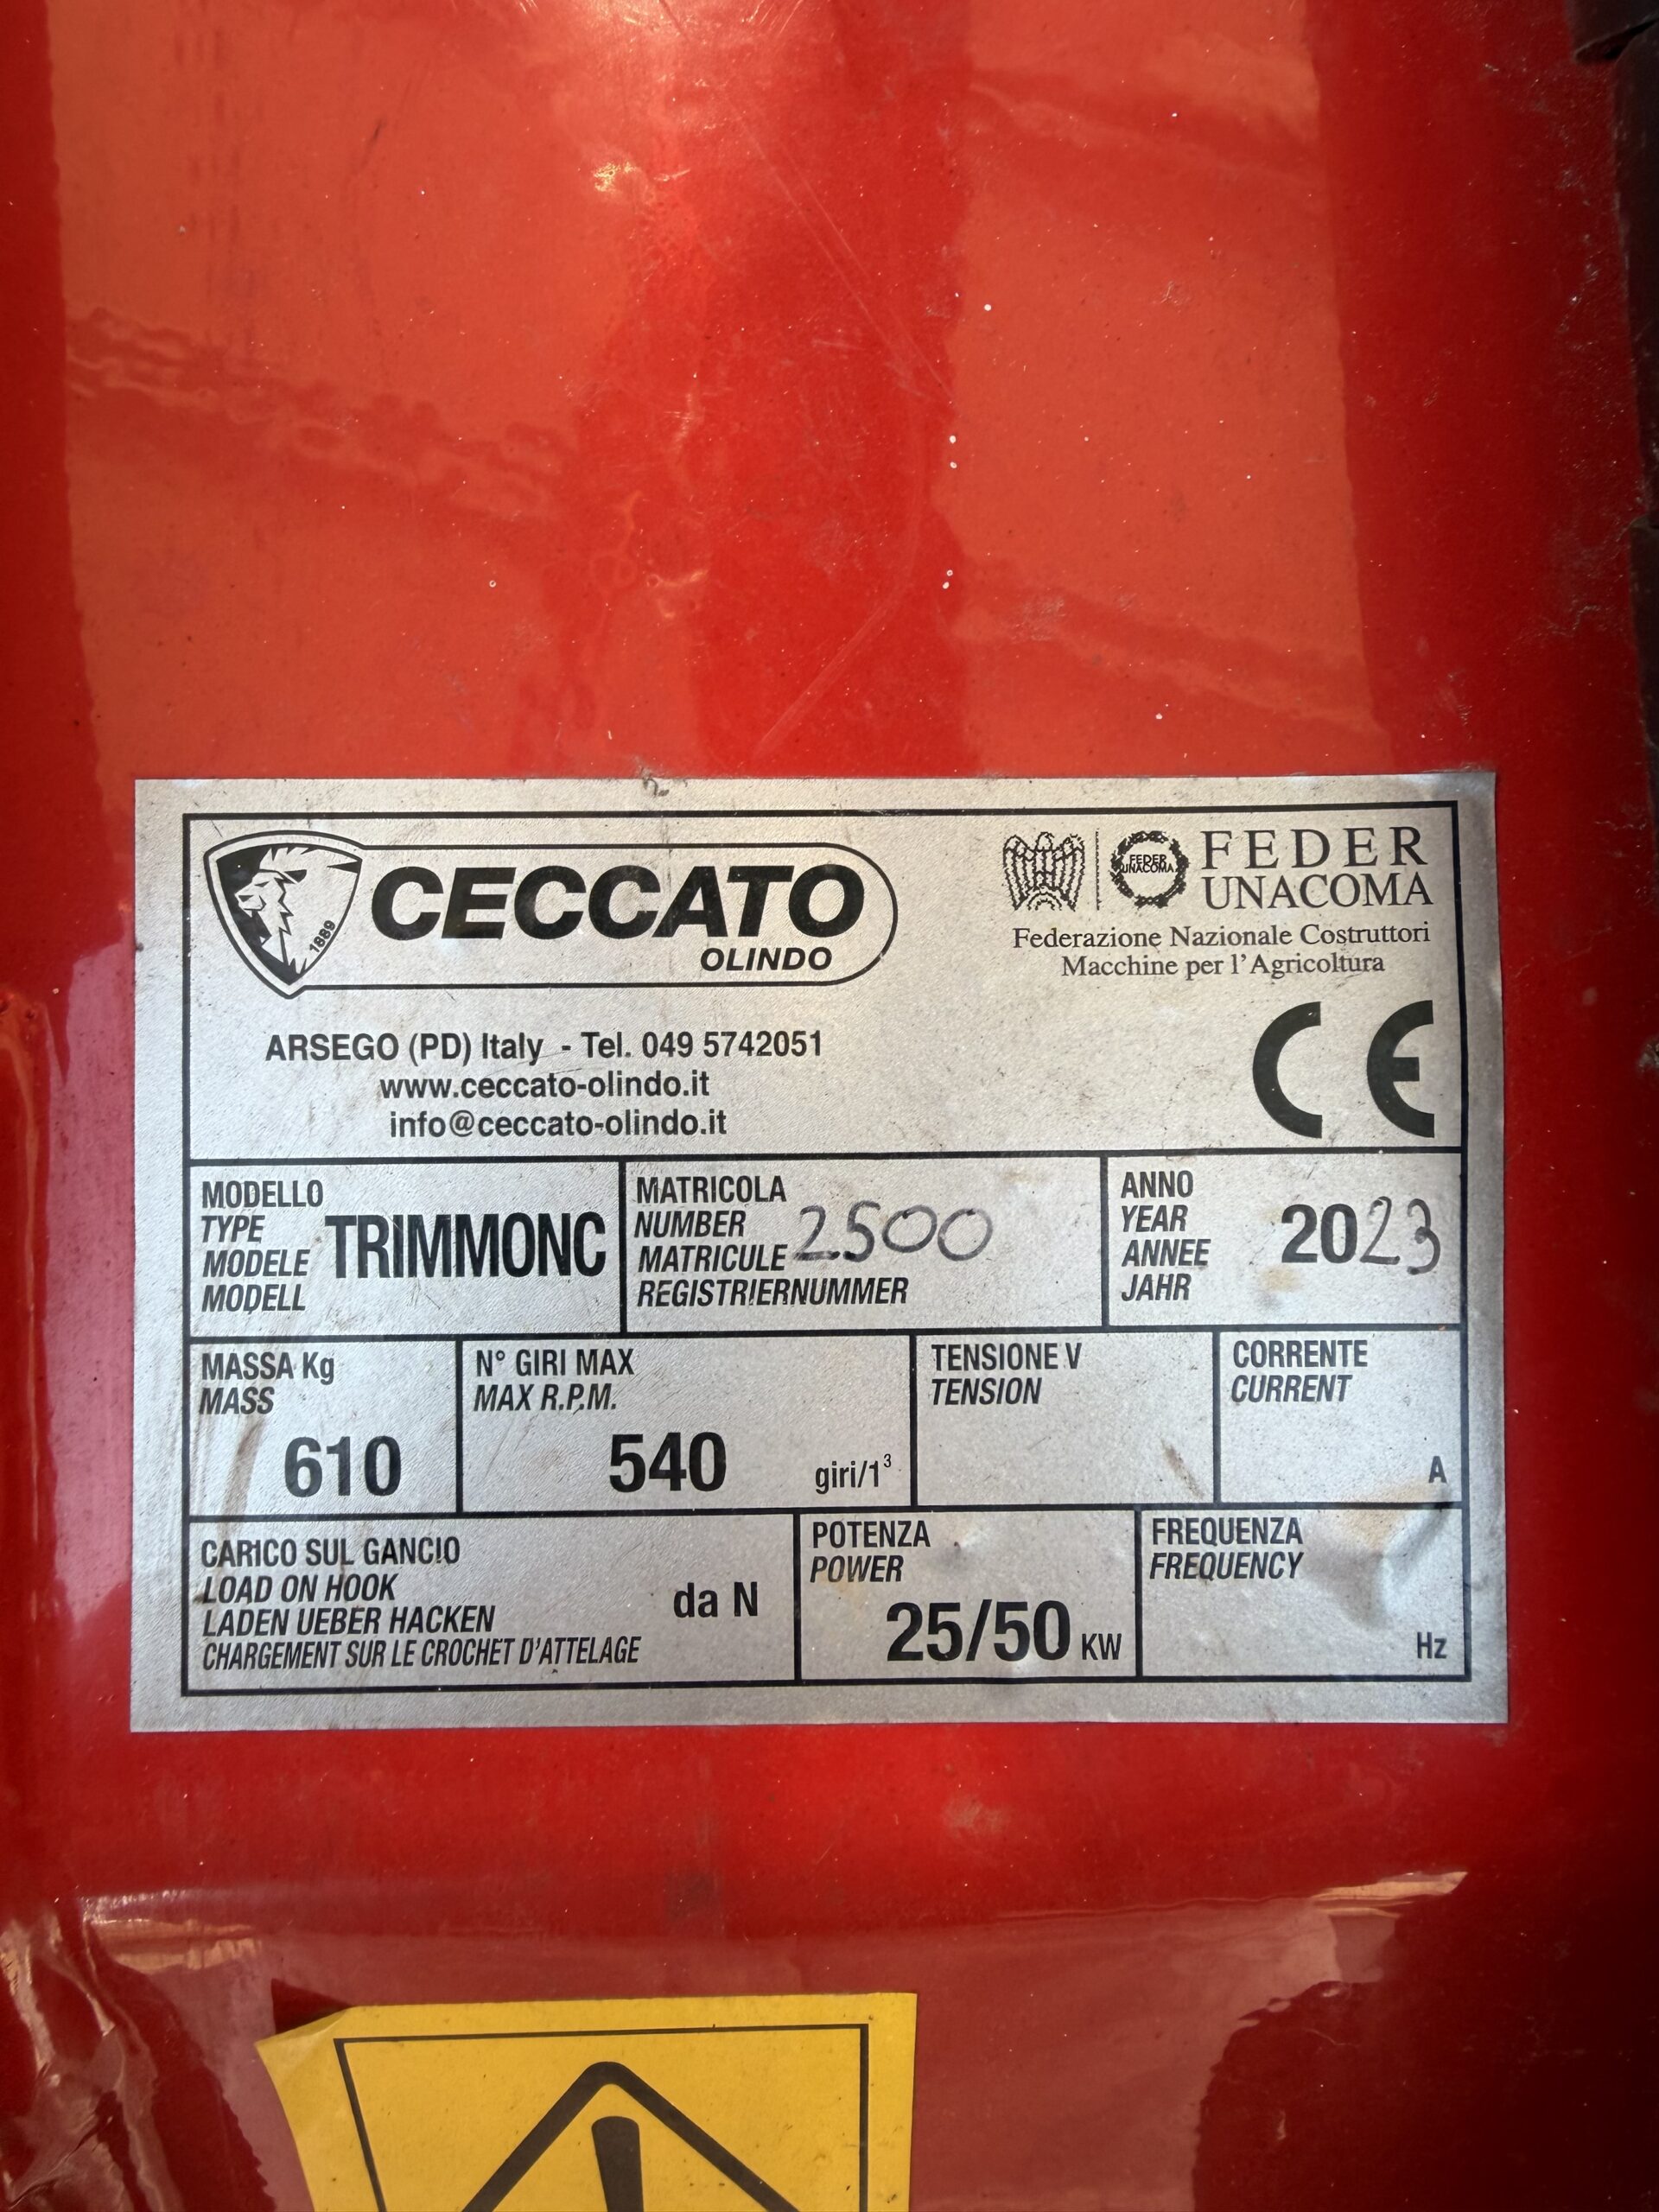 1889
CECCATO
OLINDO
FEDER
UNACOMA
FEDER
UNACOMA
Federazione Nazionale Costruttori
Macchine per l'Agricoltura
ARSEGO (PD) Italy - Tel. 049 5742051
www.ceccato-olindo.it
info@ceccato-olindo.it
CE
MODELLO
TYPE
MODELE
MODELL
TRIMMONC
MATRICOLA
NUMBER
MATRICULE
REGISTRIERNUMMER
2500
ANNO
YEAR
ANNEE
JAHR
2023
MASSA Kg
MASS
610
N° GIRI MAX
MAX R.P.M.
540
giri/1³
TENSIONE V
TENSION
CORRENTE
CURRENT
A
CARICO SUL GANCIO
LOAD ON HOOK
LADEN UEBER HACKEN
CHARGEMENT SUR LE CROCHET D'ATTELAGE
da N
POTENZA
POWER
25/50 KW
FREQUENZA
FREQUENCY
Hz